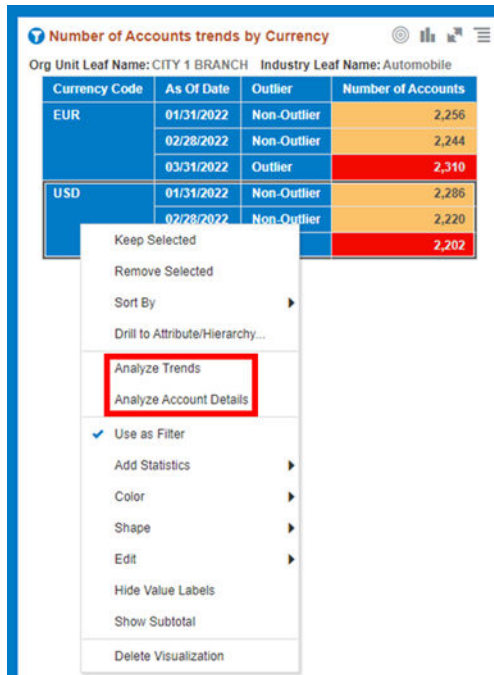 Number of Accounts trends by Currency
Org Unit Leaf Name: CITY 1 BRANCH Industry Leaf Name: Automobile
Currency Code As Of Date Outlier Number of Accounts
EUR 01/31/2022 Non-Outlier 2,256
02/28/2022 Non-Outlier 2,244
03/31/2022 Outlier 2,310
USD 01/31/2022 Non-Outlier 2,286
02/28/2022 Non-Outlier 2,220
2,202
Keep Selected
Remove Selected
Sort By
Drill to Attribute/Hierarchy...
Analyze Trends
Analyze Account Details
Use as Filter
Add Statistics
Color
Shape
Edit
Hide Value Labels
Show Subtotal
Delete Visualization